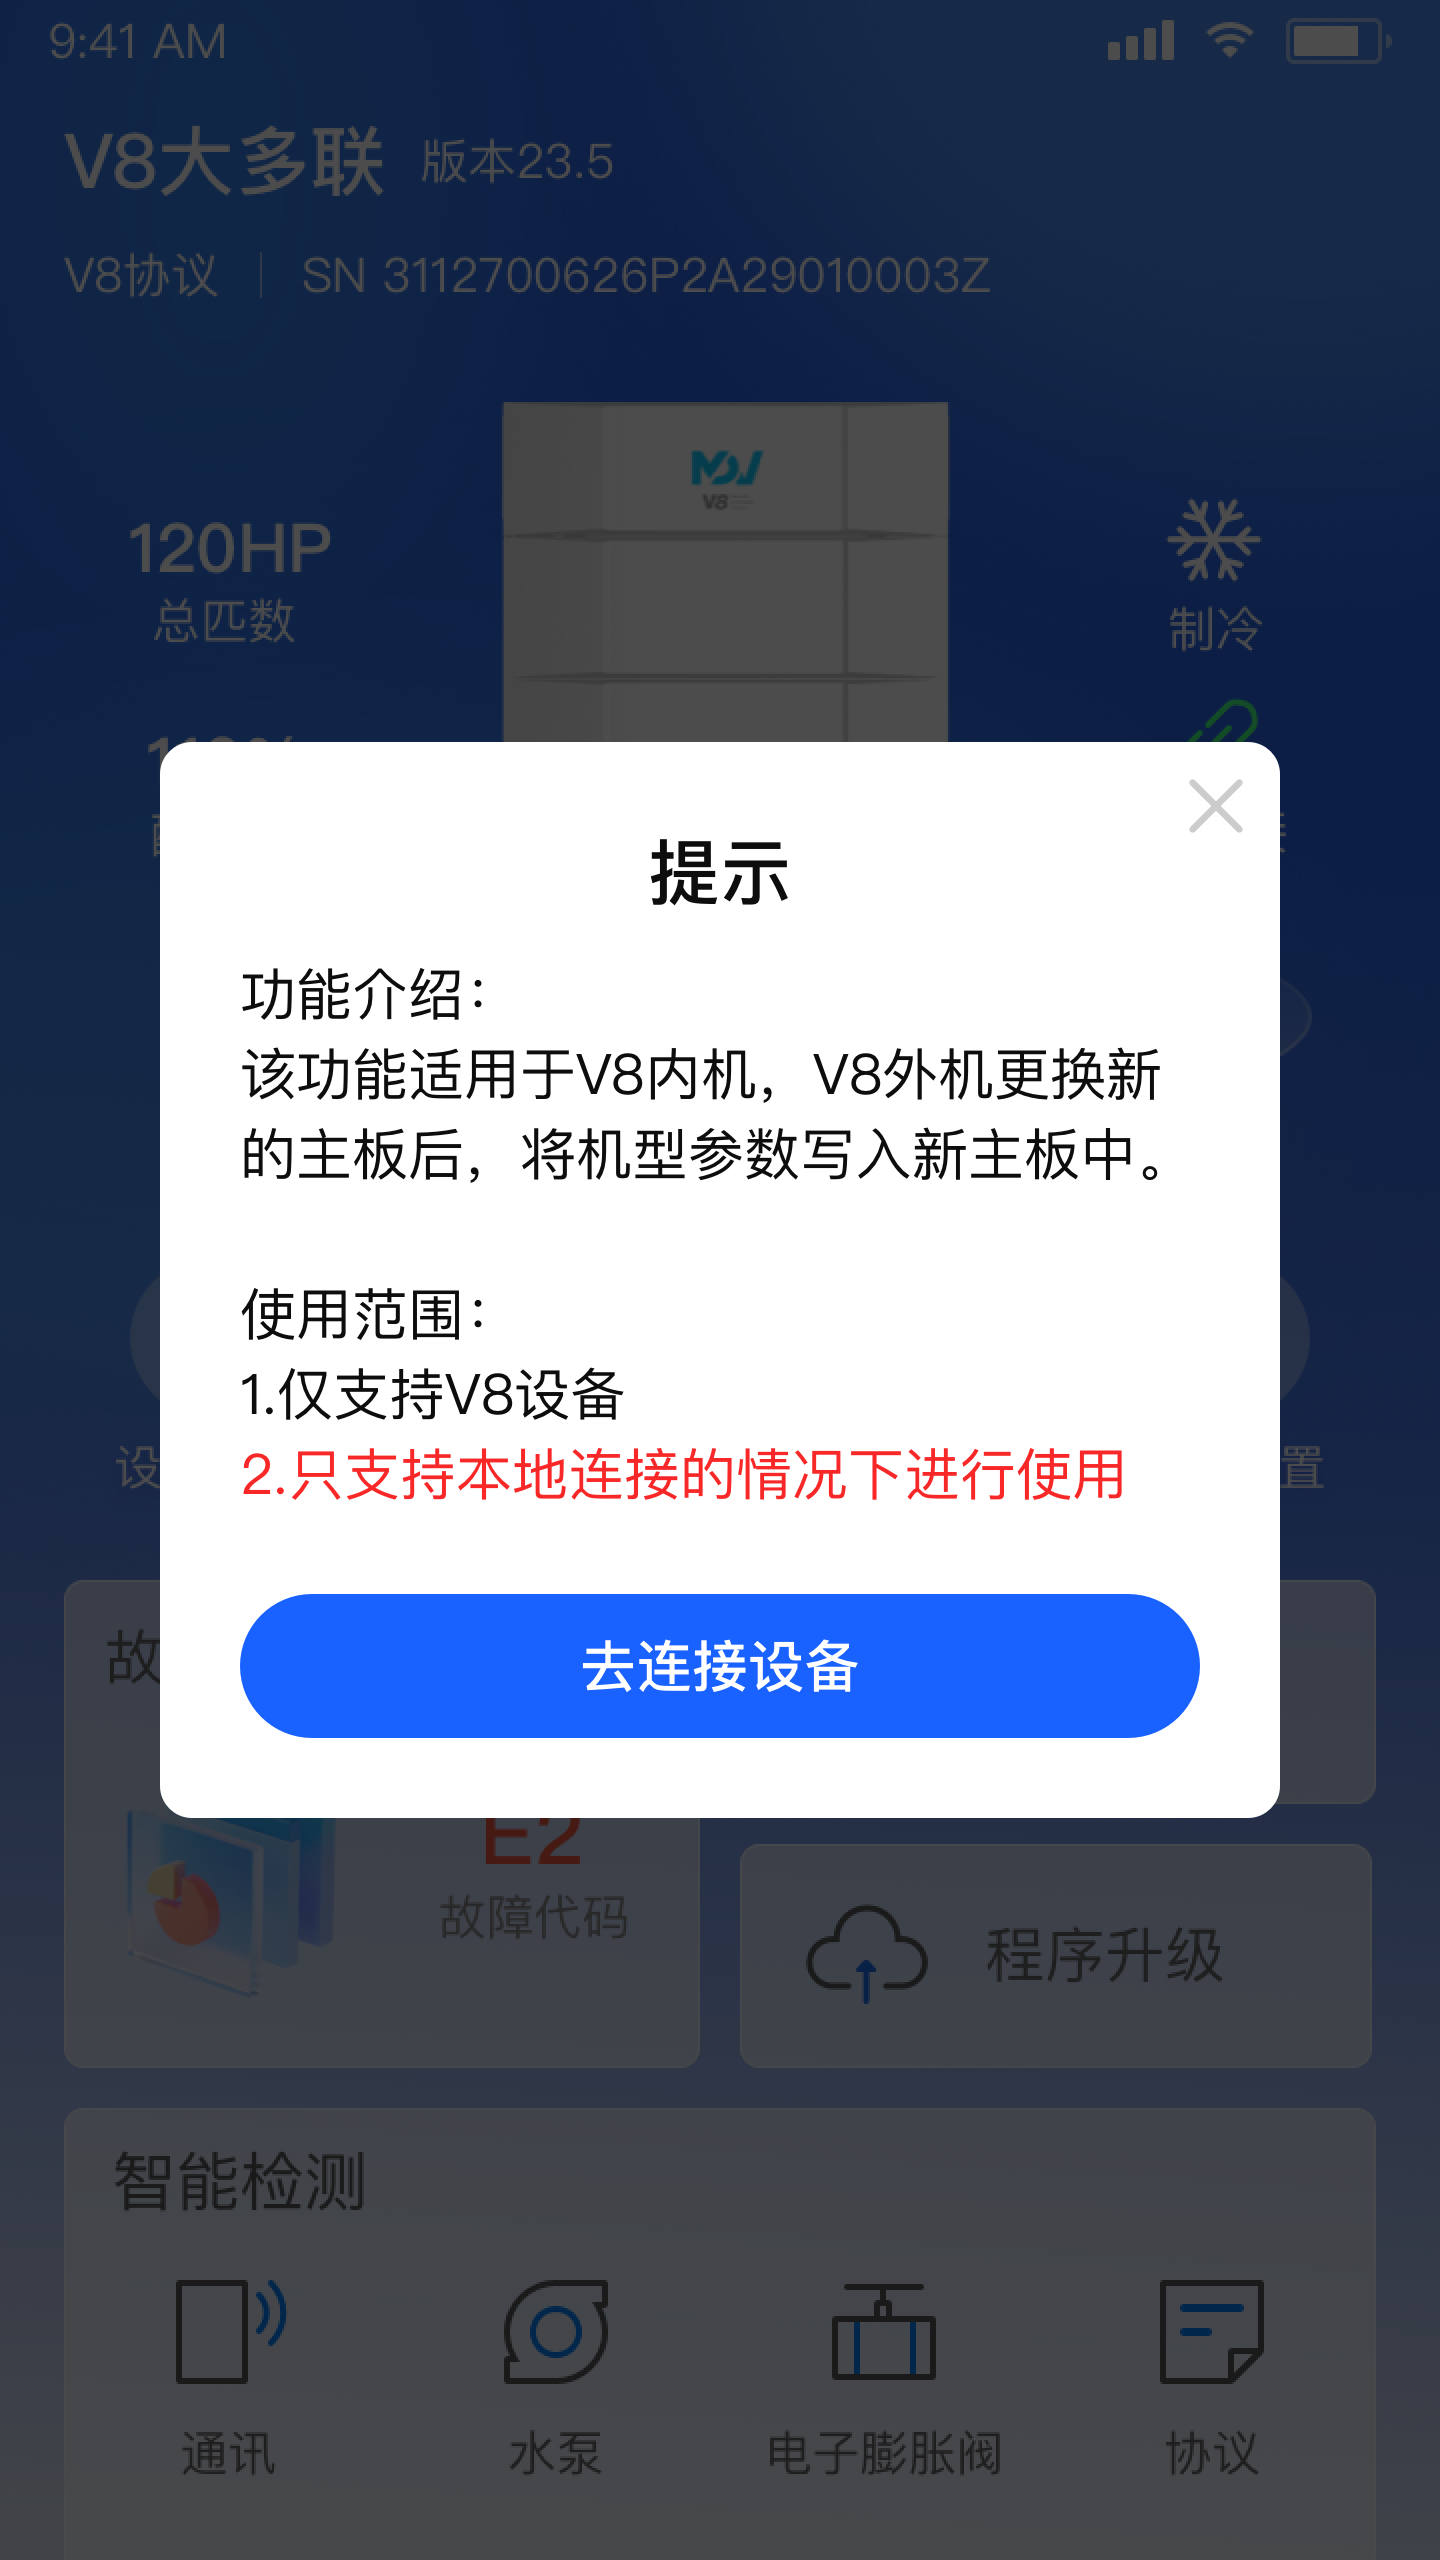 9:41 AM
V8大多联 版本23.5
V8协议 SN 3112700626P2A29010003Z
MDV
V8
120HP
总匹数
制冷
提示
功能介绍：
该功能适用于V8内机，V8外机更换新
的主板后，将机型参数写入新主板中。
使用范围：
1.仅支持V8设备
2.只支持本地连接的情况下进行使用
设
置
故
去连接设备
E2
故障代码
程序升级
智能检测
通讯
水泵
电子膨胀阀
协议